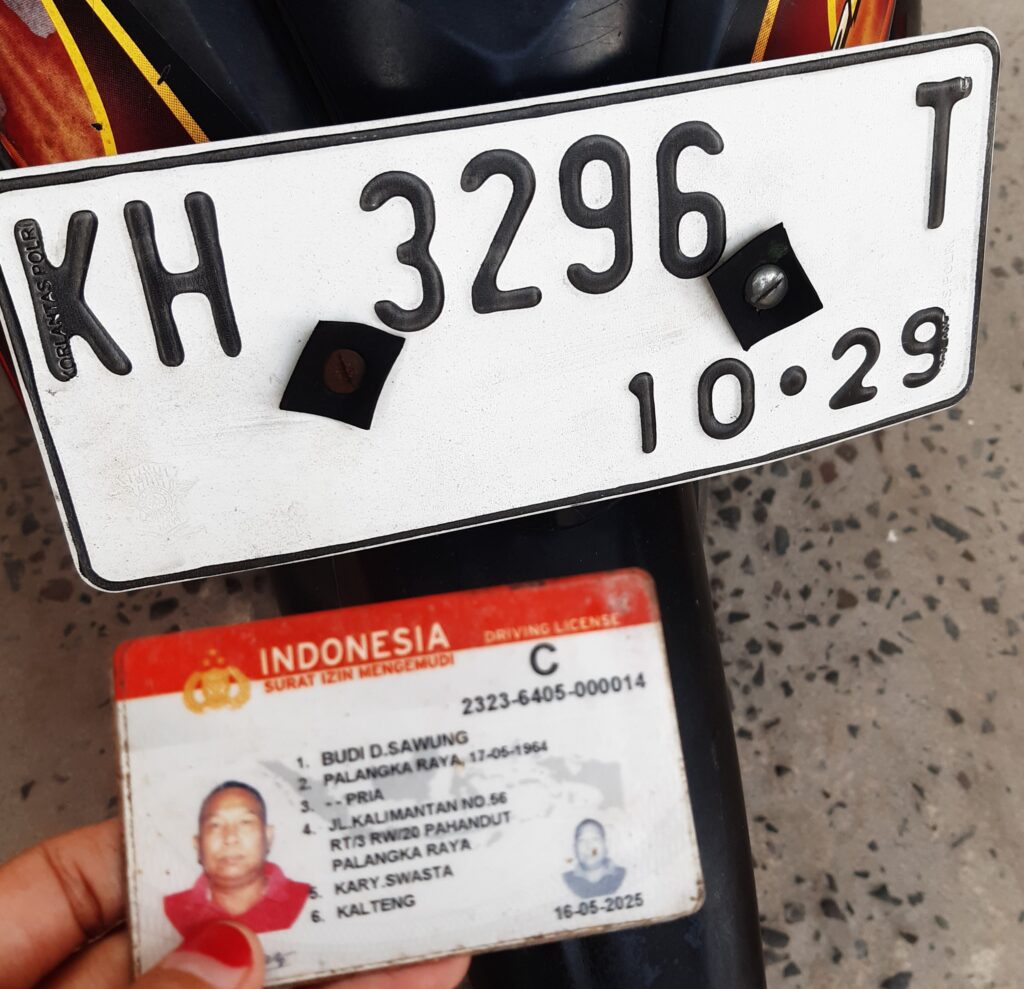 KH 3296 T
KORLANTAS POLRI
10·29
INDONESIA
DRIVING LICENSE
SURAT IZIN MENGEMUDI
C
2323-6405-000014
1. BUDI D.SAWUNG
2. PALANGKA RAYA, 17-05-1964
3. - - PRIA
4. JL.KALIMANTAN NO.56
RT/3 RW/20 PAHANDUT
PALANGKA RAYA
5. KARY.SWASTA
6. KALTENG
16-05-2025